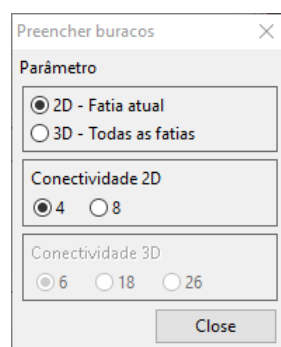 Preencher buracos
Parâmetro
2D - Fatia atual
3D - Todas as fatias
Conectividade 2D
4 8
Conectividade 3D
6 18 26
Close